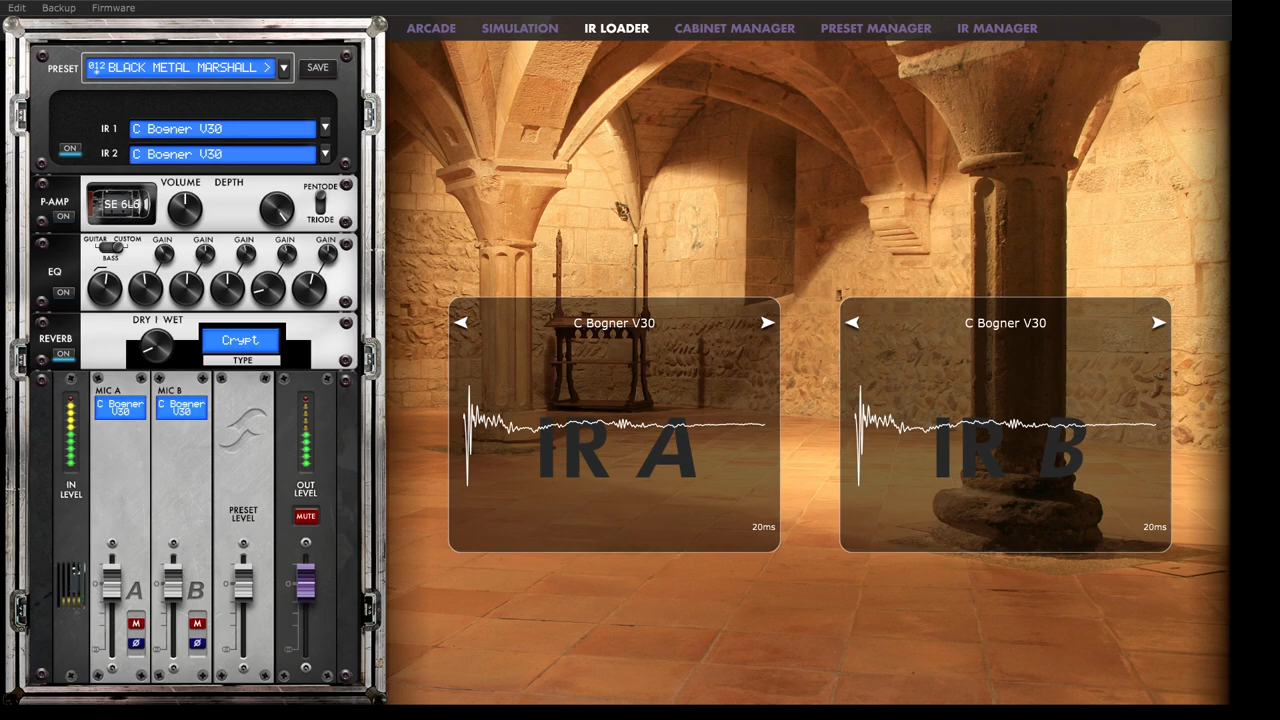 Edit Backup Firmware
ARCADE SIMULATION IR LOADER CABINET MANAGER PRESET MANAGER IR MANAGER
PRESET 012* BLACK METAL MARSHALL > SAVE
IR 1 C Bogner V30
ON IR 2 C Bogner V30
VOLUME DEPTH PENTODE
P-AMP SE 6L6
ON TRIODE
GUITAR CUSTOM GAIN GAIN GAIN GAIN GAIN
BASS
EQ
ON
DRY | WET
REVERB Crypt
ON TYPE
MIC A MIC B
C Bogner V30 C Bogner V30
IN LEVEL
OUT LEVEL
PRESET LEVEL
MUTE
A B
M M
Ø Ø
C Bogner V30 C Bogner V30
IR A IR B
20ms 20ms